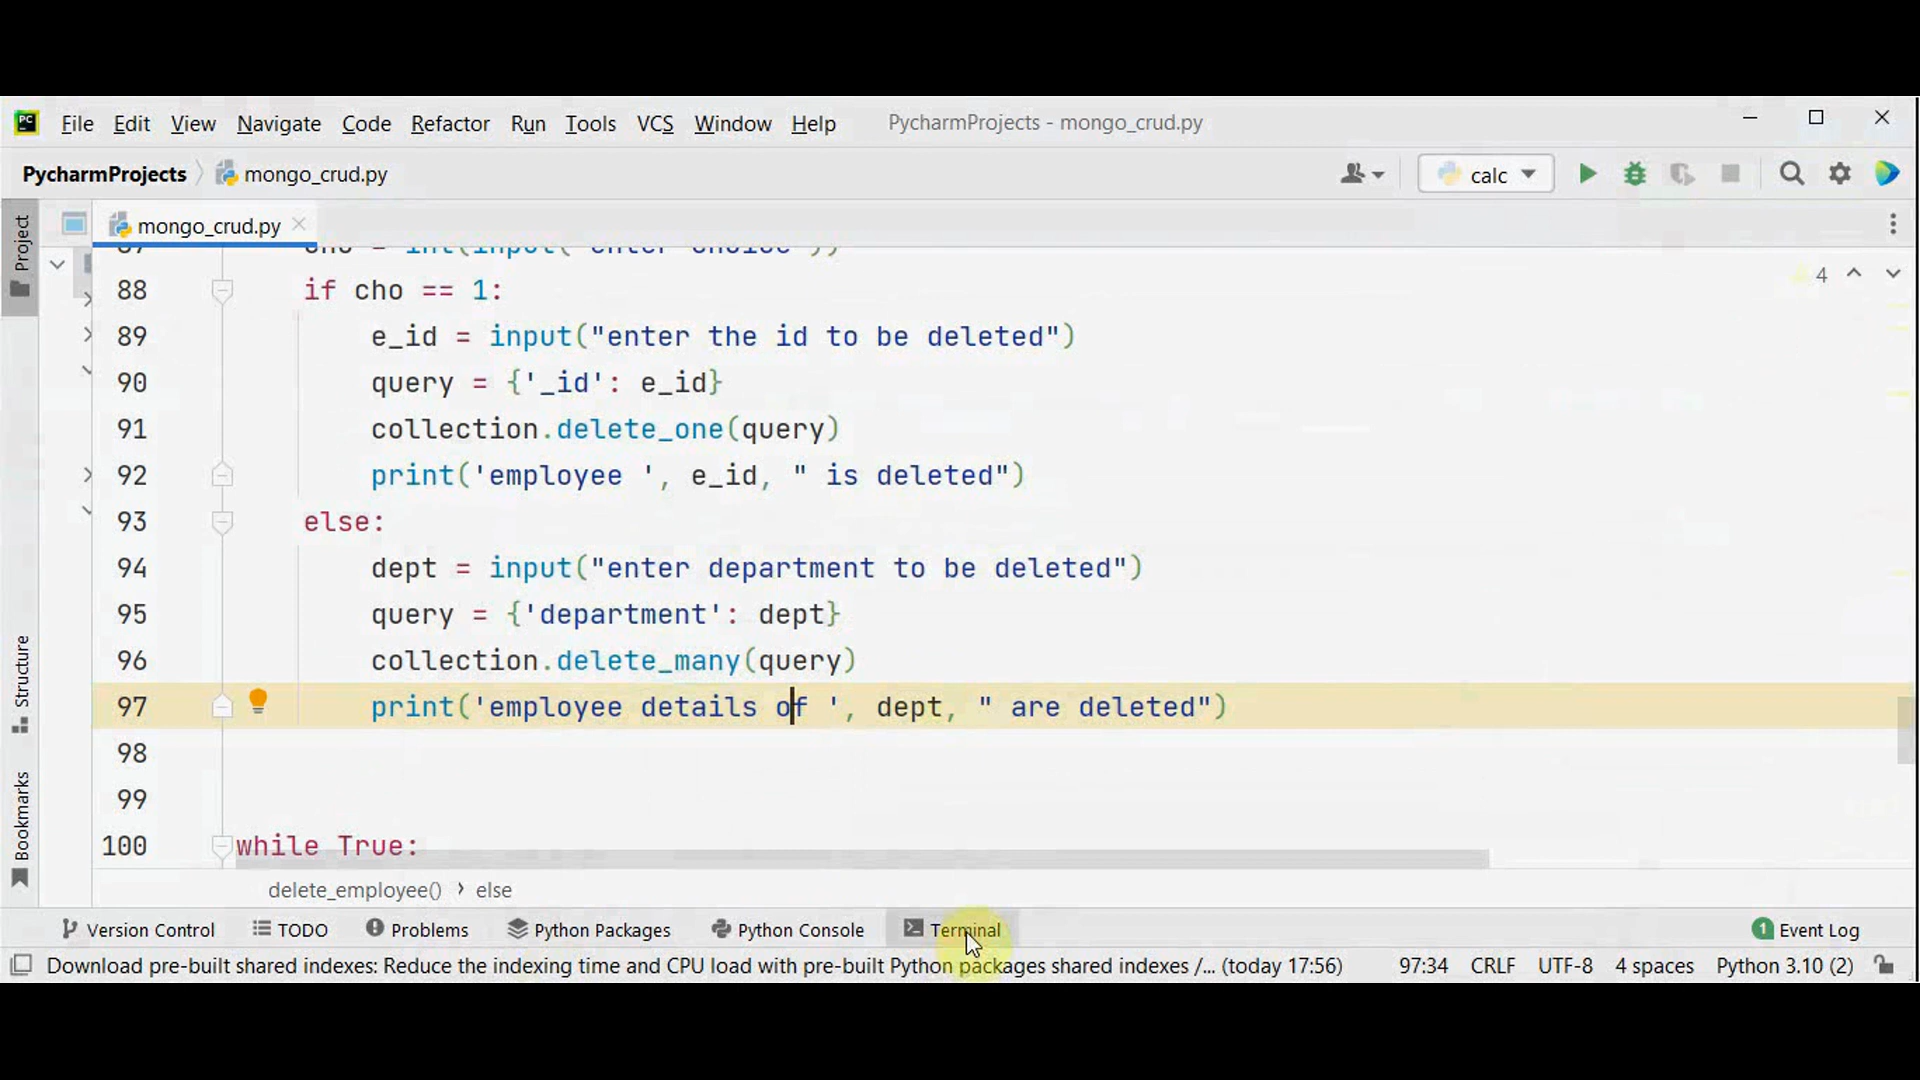 PC File Edit View Navigate Code Refactor Run Tools VCS Window Help PycharmProjects - mongo_crud.py
PycharmProjects mongo_crud.py calc
Project
mongo_crud.py
87 cho = int(input("enter choice"))
4
88 if cho == 1:
89 e_id = input("enter the id to be deleted")
90 query = {'_id': e_id}
91 collection.delete_one(query)
92 print('employee ', e_id, " is deleted")
93 else:
94 dept = input("enter department to be deleted")
95 query = {'department': dept}
96 collection.delete_many(query)
97 print('employee details of ', dept, " are deleted")
98
99
100 while True:
Structure
Bookmarks
delete_employee() › else
Version Control TODO Problems Python Packages Python Console Terminal 1 Event Log
Download pre-built shared indexes: Reduce the indexing time and CPU load with pre-built Python packages shared indexes /... (today 17:56) 97:34 CRLF UTF-8 4 spaces Python 3.10 (2)